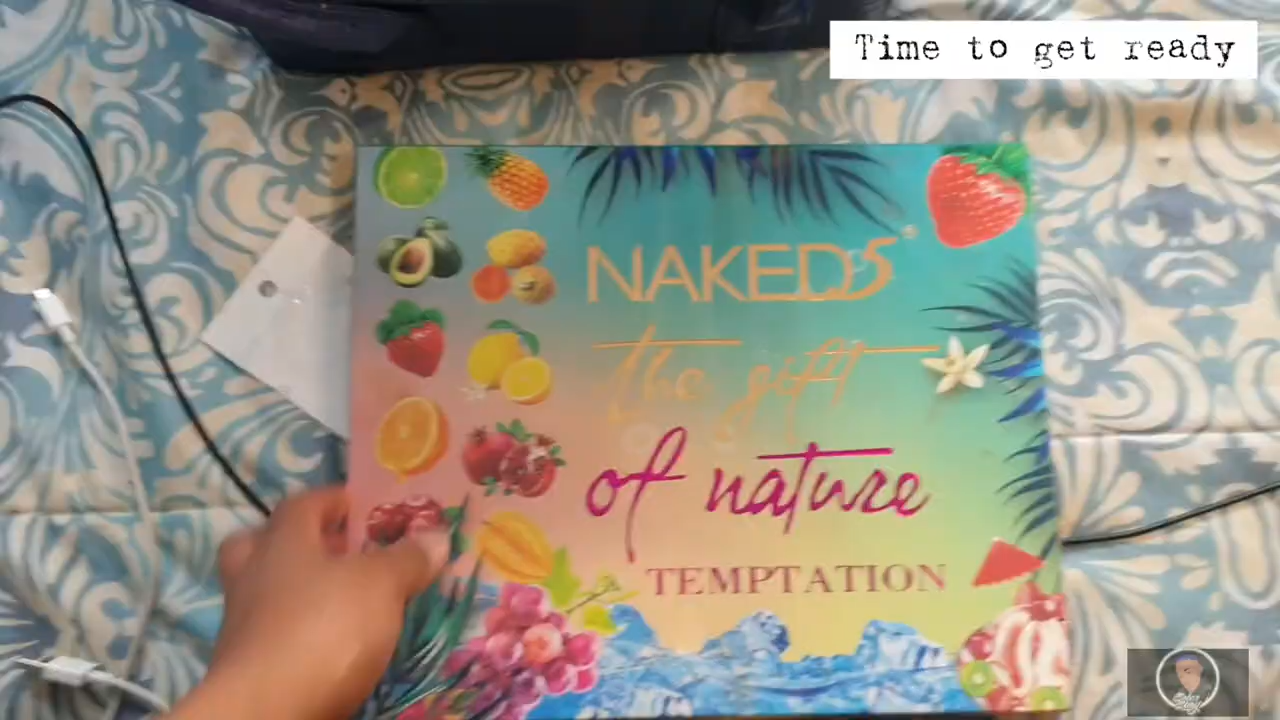 Time to get ready
NAKED5
the gift
of nature
TEMPTATION